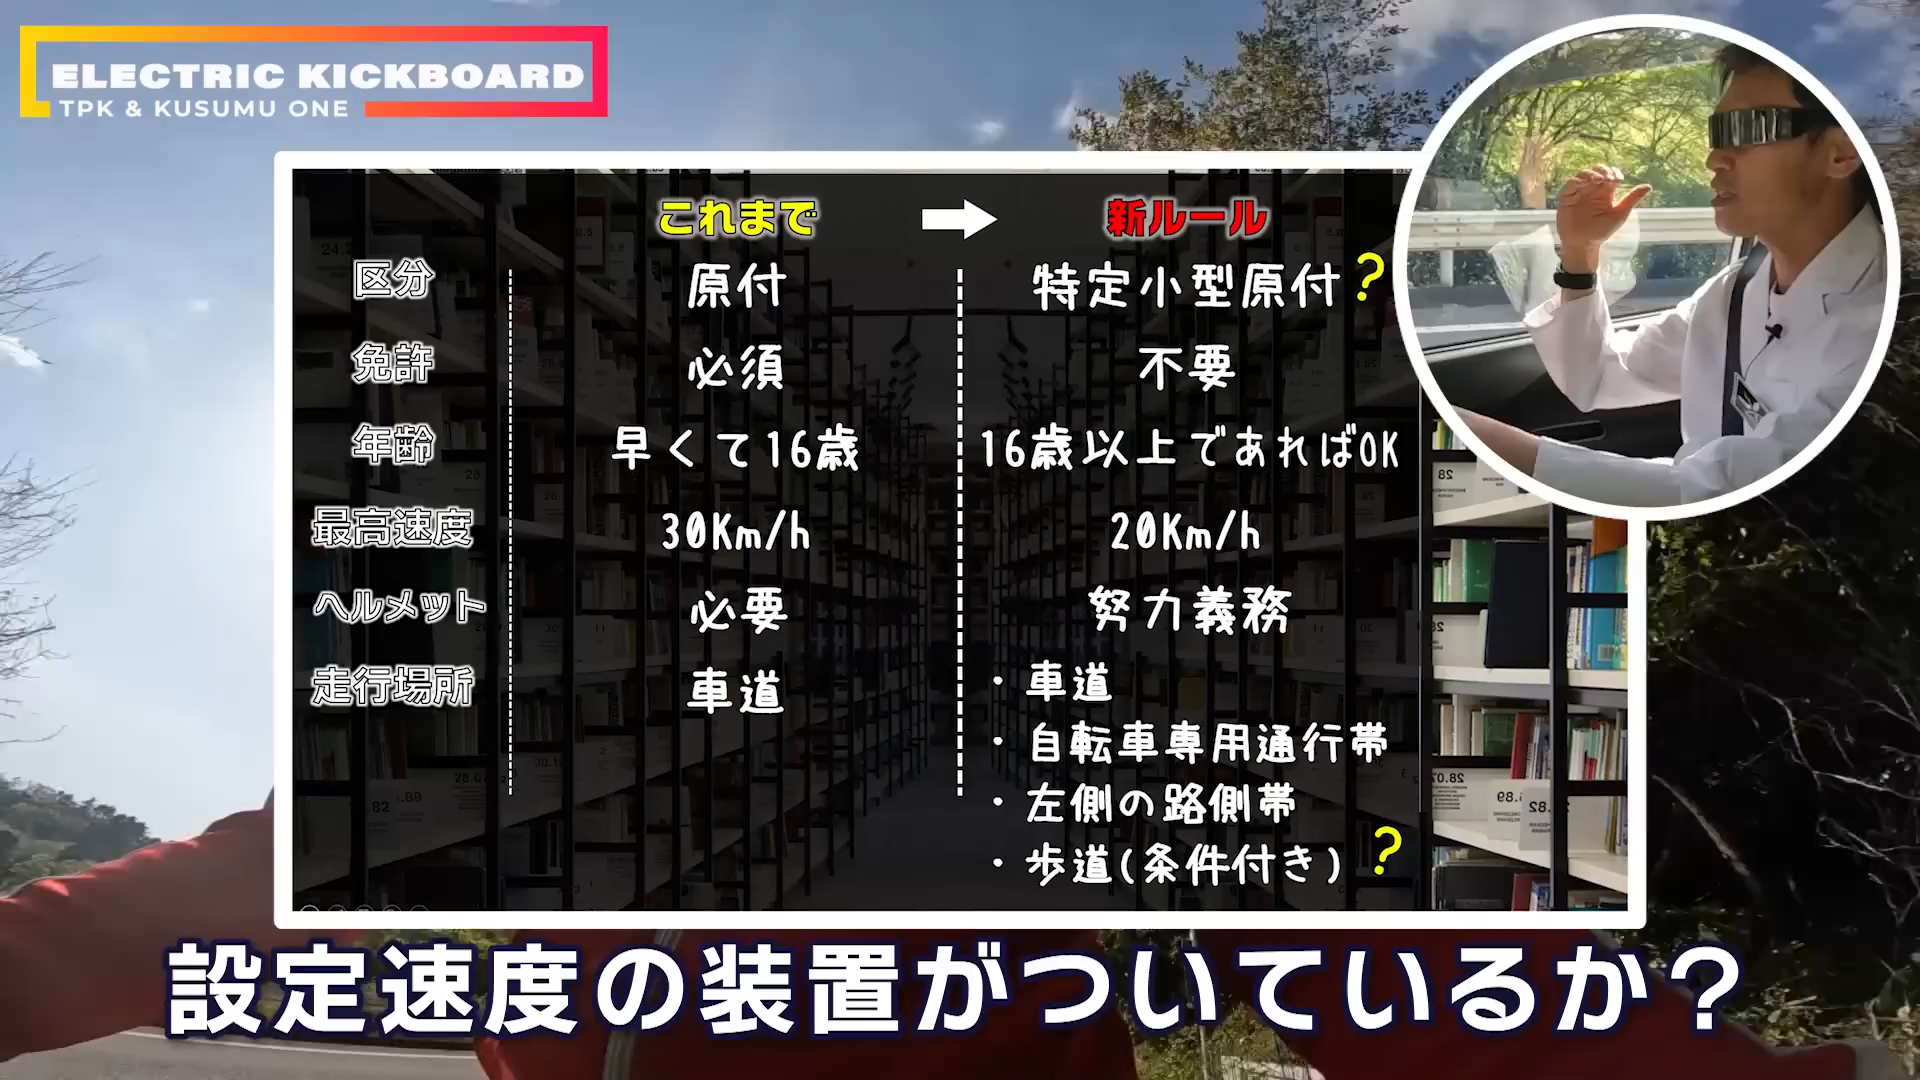 ELECTRIC KICKBOARD
TPK & KUSUMU ONE
これまで → 新ルール
区分 原付 特定小型原付?
免許 必須 不要
年齢 早くて16歳 16歳以上であればOK
最高速度 30Km/h 20Km/h
ヘルメット 必要 努力義務
走行場所 車道 ・車道
・自転車専用通行帯
・左側の路側帯
・歩道(条件付き)?
設定速度の装置がついているか?